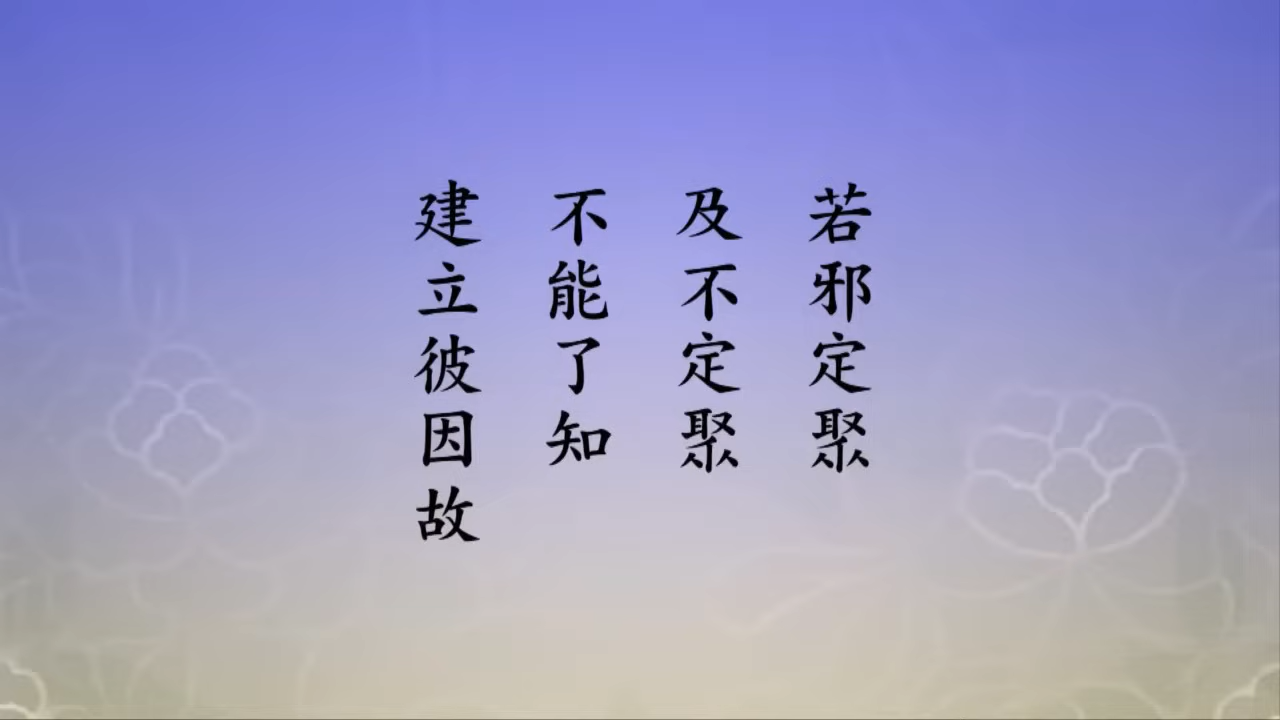 若邪定聚
及不定聚
不能了知
建立彼因故